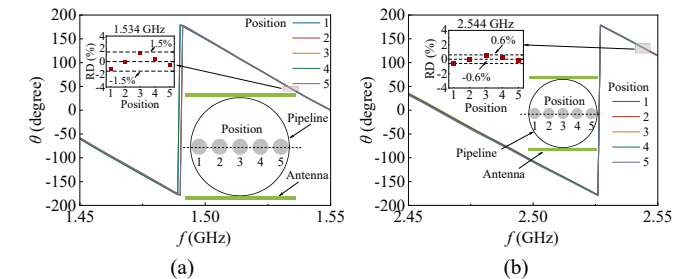 1.534 GHz
RD (%)
4
2
0
-2
-4
1.5%
-1.5%
1 2 3 4 5
Position
Position
1
2
3
4
5
Position
1 2 3 4 5
Pipeline
Antenna
θ (degree)
200
150
100
50
0
-50
100
150
200
1.45
1.50
1.55
f (GHz)
(a)
2.544 GHz
RD (%)
4
2
0
-2
-4
0.6%
-0.6%
1 2 3 4 5
Position
Position
1
2
3
4
5
Position
1 2 3 4 5
Pipeline
Antenna
θ (degree)
200
150
100
50
0
-50
100
150
-200
2.45
2.50
2.55
f (GHz)
(b)